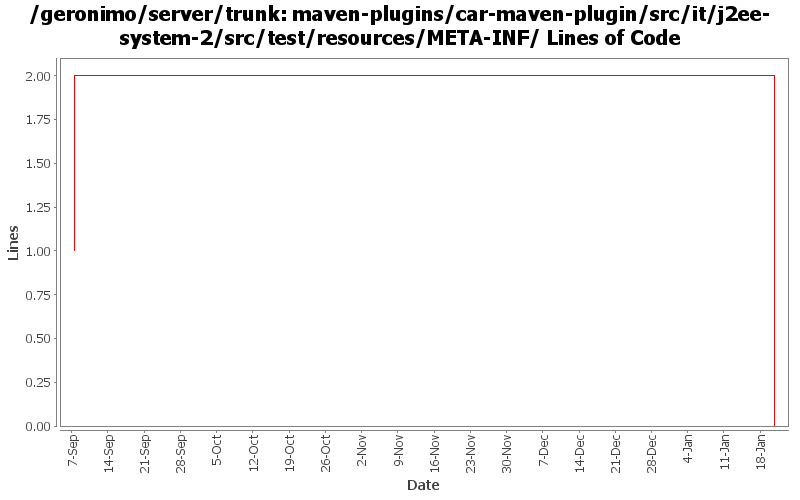 /geronimo/server/trunk: maven-plugins/car-maven-plugin/src/it/j2ee-
system-2/src/test/resources/META-INF/ Lines of Code
2.00
1.75
1.50
1.25
1.00
0.75
0.50
0.25
0.00
Lines
7-Sep
14-Sep
21-Sep
28-Sep
5-Oct
12-Oct
19-Oct
26-Oct
2-Nov
9-Nov
16-Nov
23-Nov
30-Nov
7-Dec
14-Dec
21-Dec
28-Dec
4-Jan
11-Jan
18-Jan
Date